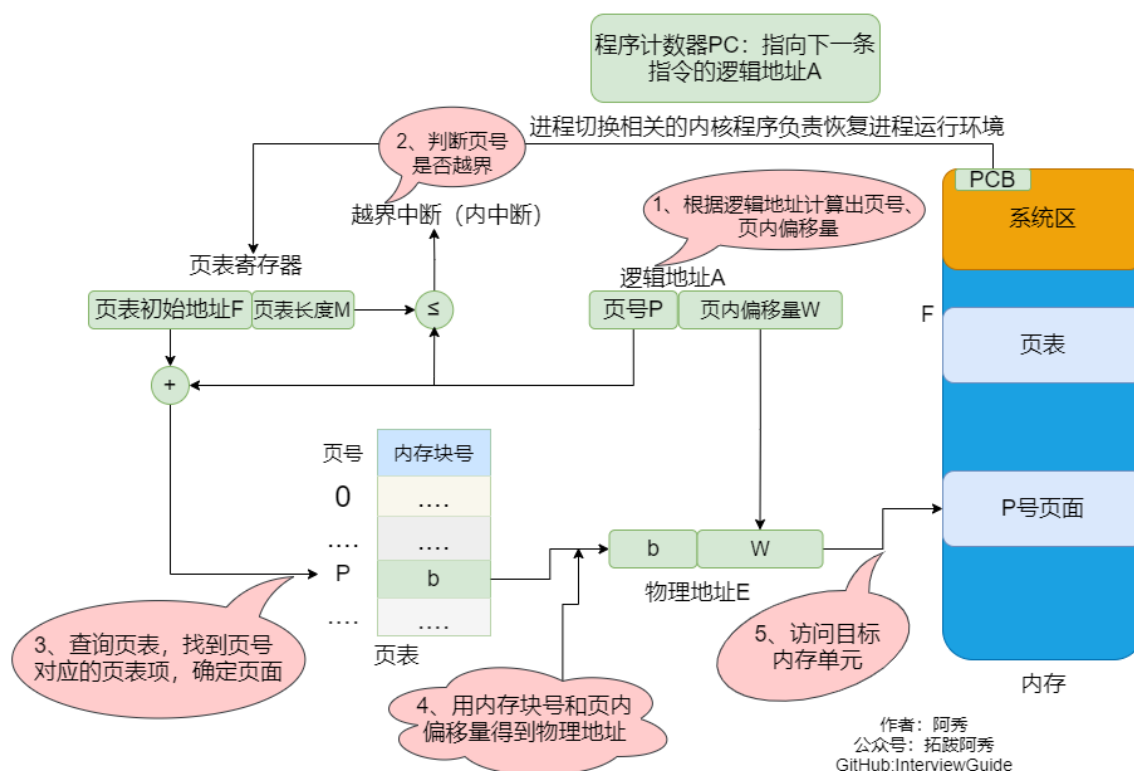 程序计数器PC：指向下一条
指令的逻辑地址A
进程切换相关的内核程序负责恢复进程运行环境
2、判断页号
是否越界
PCB
系统区
越界中断（内中断）
1、根据逻辑地址计算出页号、
页内偏移量
页表寄存器
逻辑地址A
页表初始地址F
页表长度M
≤
页号P
页内偏移量W
F
页表
+
页号
内存块号
0
....
....
....
P
b
....
....
页表
b
W
物理地址E
P号页面
3、查询页表，找到页号
对应的页表项，确定页面
4、用内存块号和页内
偏移量得到物理地址
5、访问目标
内存单元
内存
作者：阿秀
公众号：拓跋阿秀
GitHub:InterviewGuide